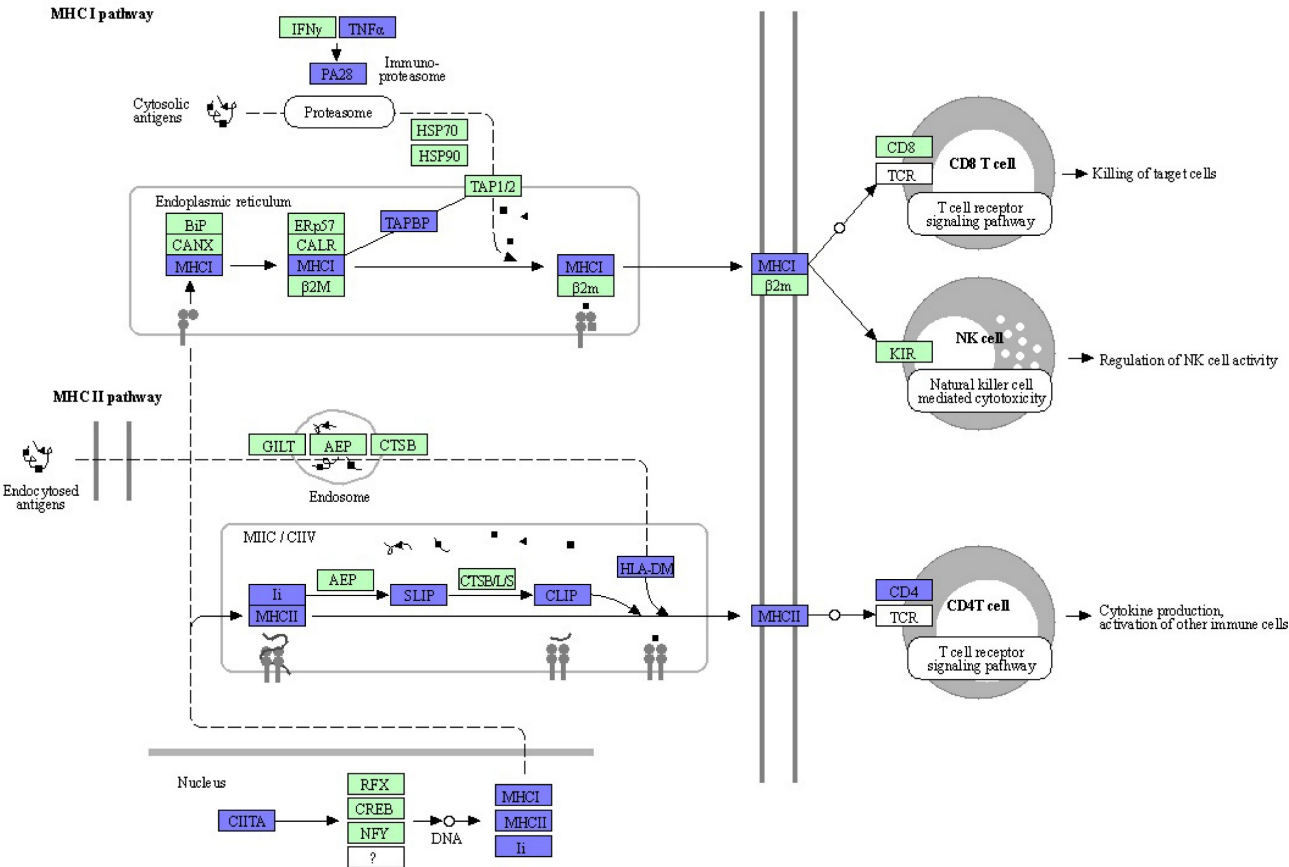 MHC I pathway
IFNγ
TNFα
PA28
Immuno-
proteasome
Cytosolic
antigens
Proteasome
HSP70
HSP90
TAP1/2
Endoplasmic reticulum
BiP
CANX
MHCI
ERp57
CALR
MHCI
β2M
TAPBP
MHCI
β2m
MHCI
β2m
CD8
TCR
CD8 T cell
T cell receptor
signaling pathway
Killing of target cells
KIR
NK cell
Natural killer cell
mediated cytotoxicity
Regulation of NK cell activity
MHC II pathway
Endocytosed
antigens
GILT
AEP
CTSB
Endosome
MIIC / CIIV
Ii
MHCII
AEP
SLIP
CTSB/L/S
CLIP
HLA-DM
MHCII
CD4
TCR
CD4T cell
T cell receptor
signaling pathway
Cytokine production,
activation of other immune cells
Nucleus
CIITA
RFX
CREB
NFY
?
DNA
MHCI
MHCII
Ii